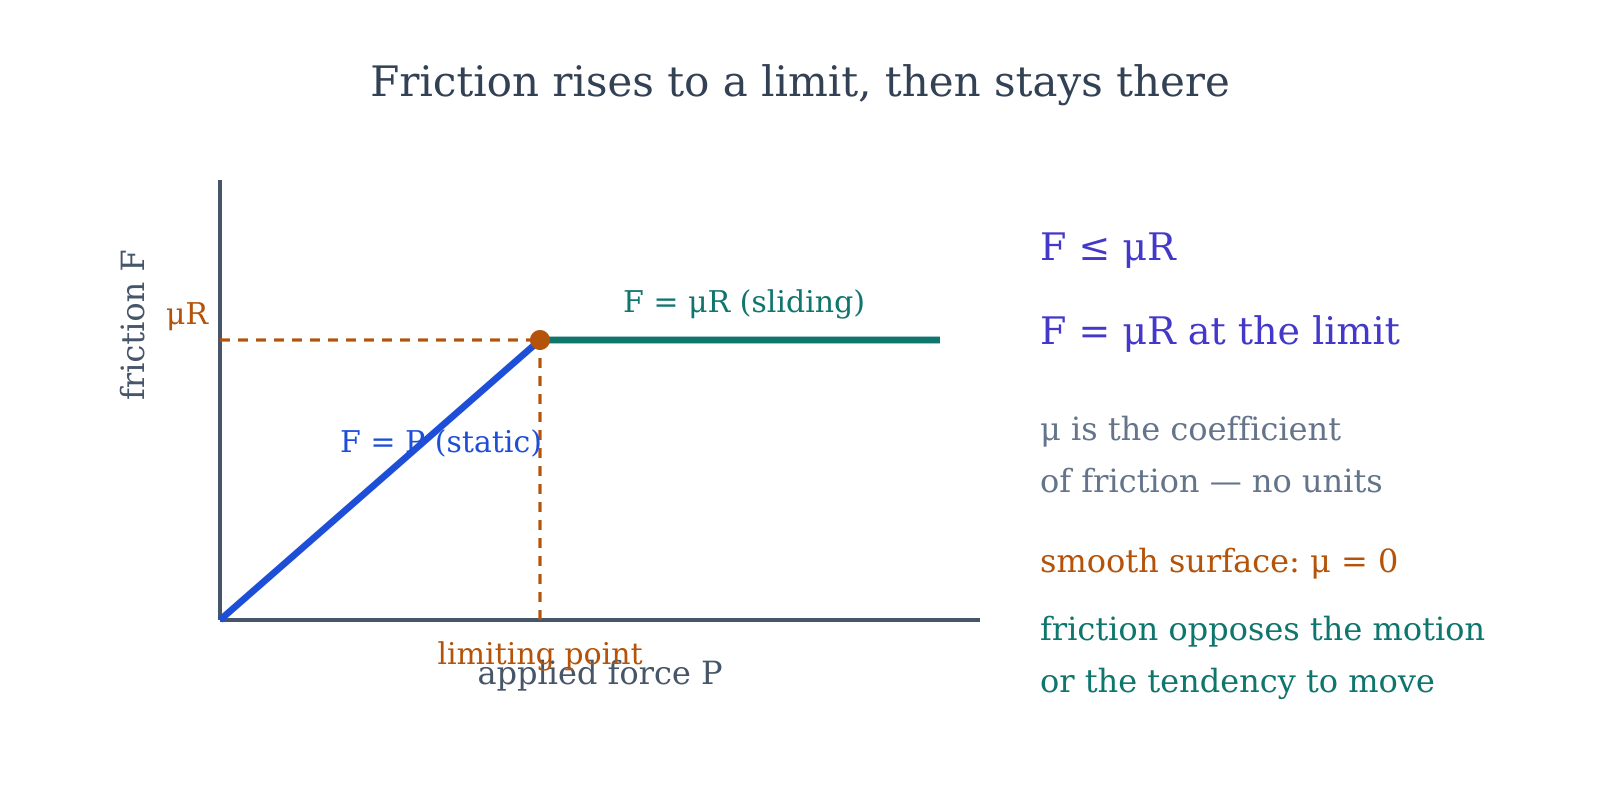 Friction rises to a limit, then stays there
friction F
μR
F = μR (sliding)
F = P (static)
limiting point
applied force P
F ≤ μR
F = μR at the limit
μ is the coefficient
of friction — no units
smooth surface: μ = 0
friction opposes the motion
or the tendency to move